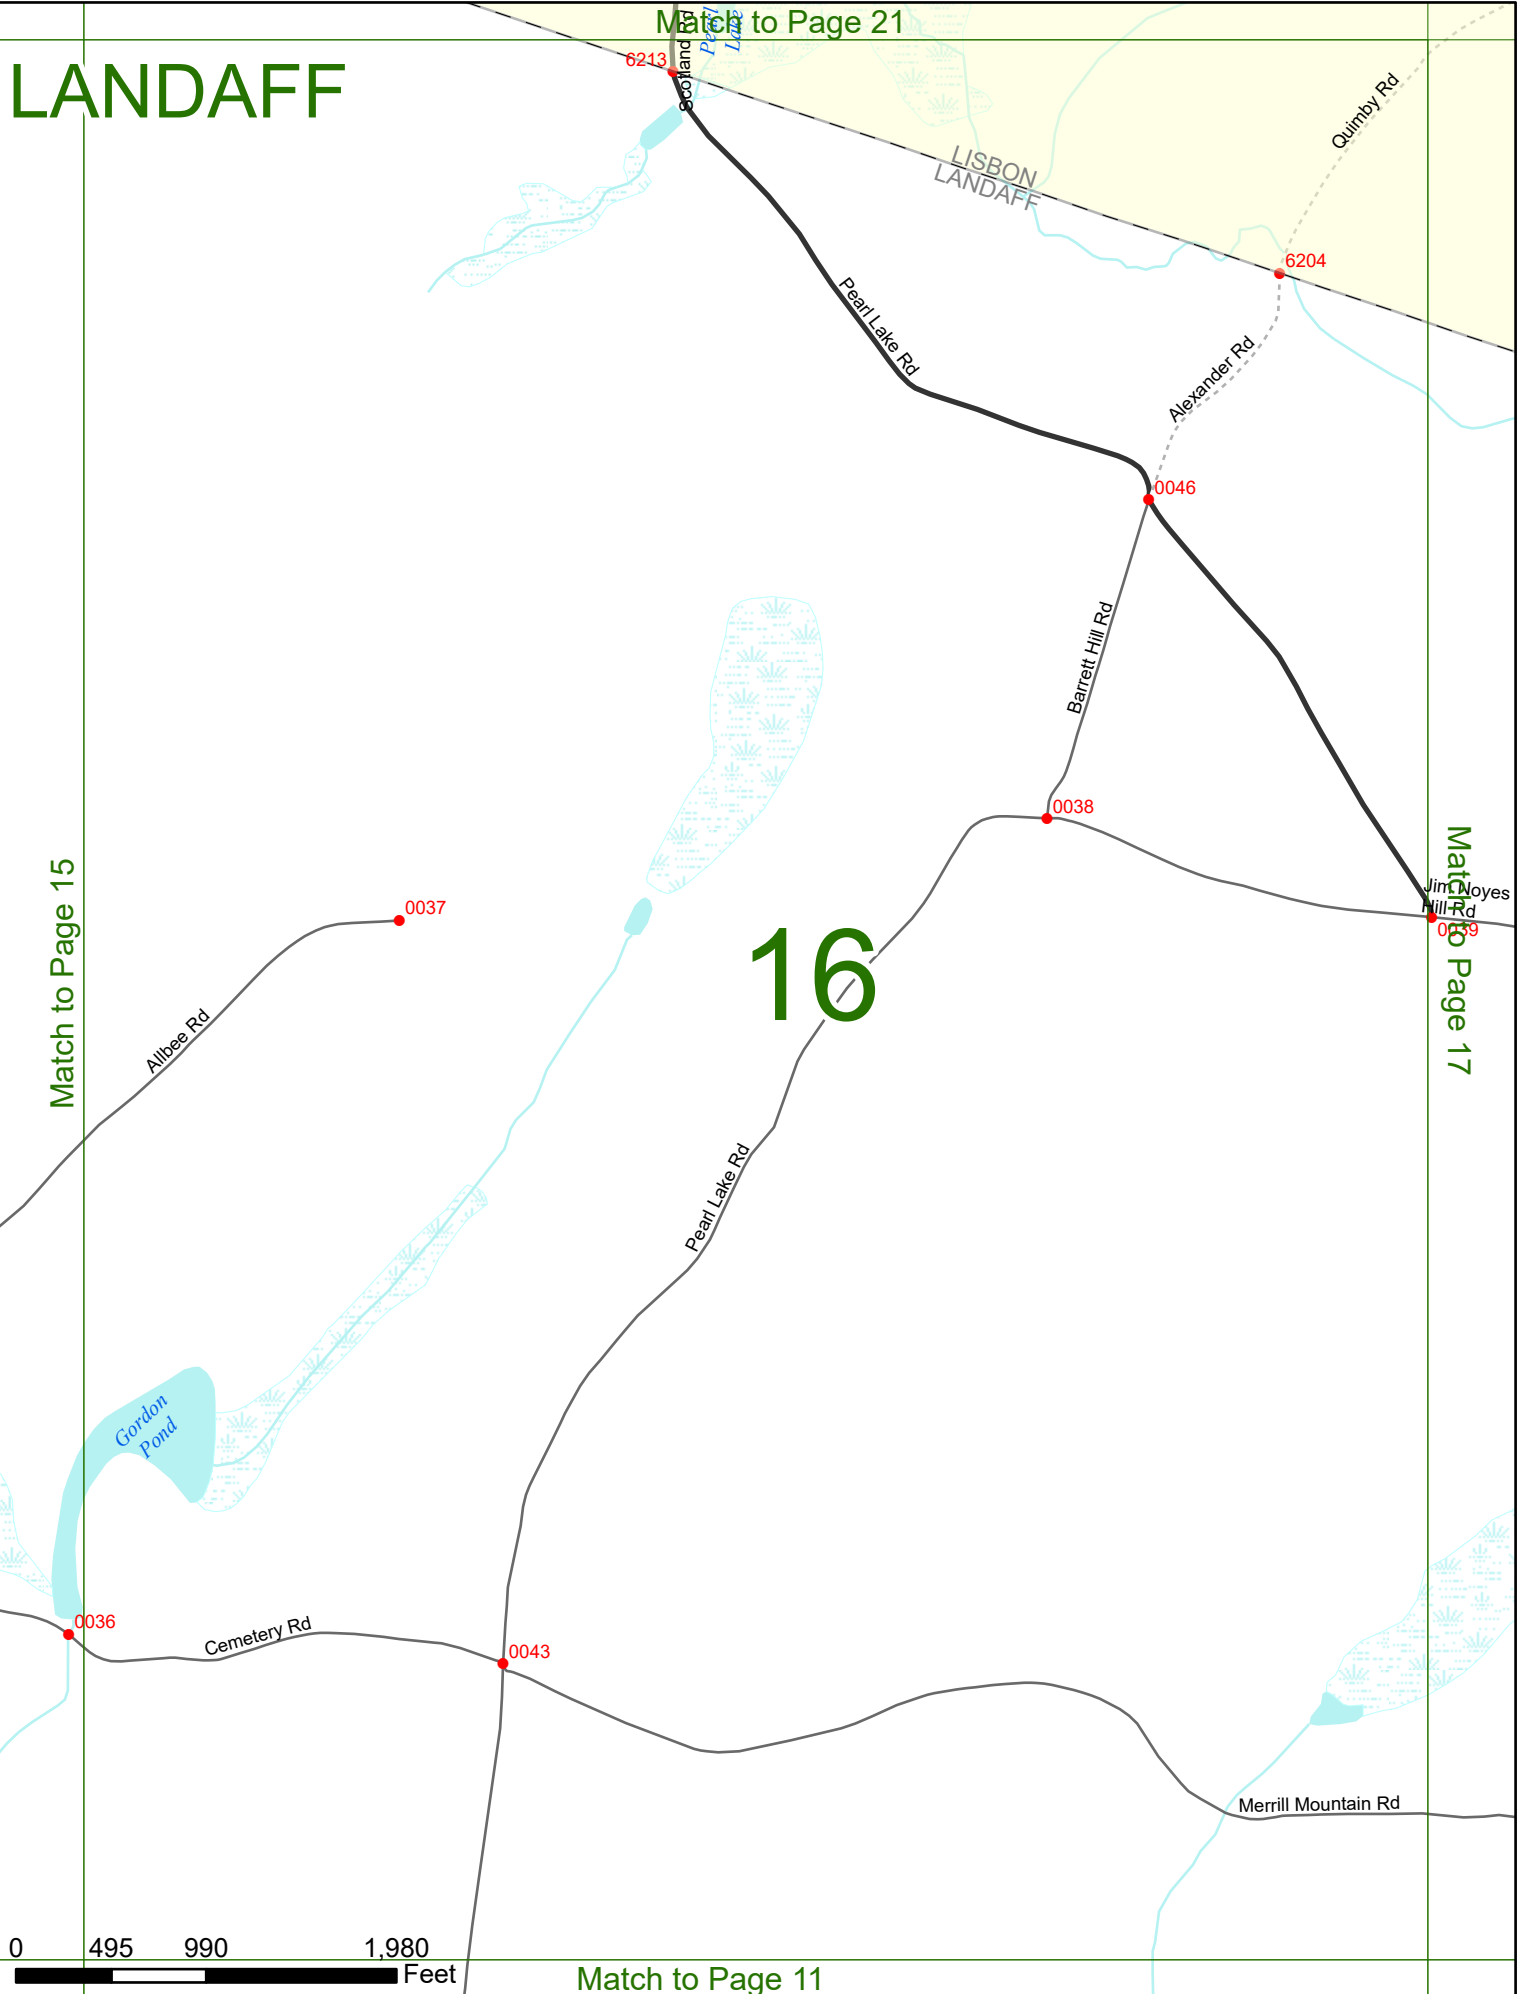 Match to Page 21
LANDAFF
6213
Scotland Rd
Pearl
Lake
Quimby Rd
LISBON
LANDAFF
6204
Pearl Lake Rd
Alexander Rd
0046
Barrett Hill Rd
0038
Match to Page 15
0037
Allbee Rd
16
Jim Noyes
Hill Rd
0039
Match to Page 17
Pearl Lake Rd
Gordon
Pond
0036
Cemetery Rd
0043
Merrill Mountain Rd
0 495 990 1,980
Feet
Match to Page 11